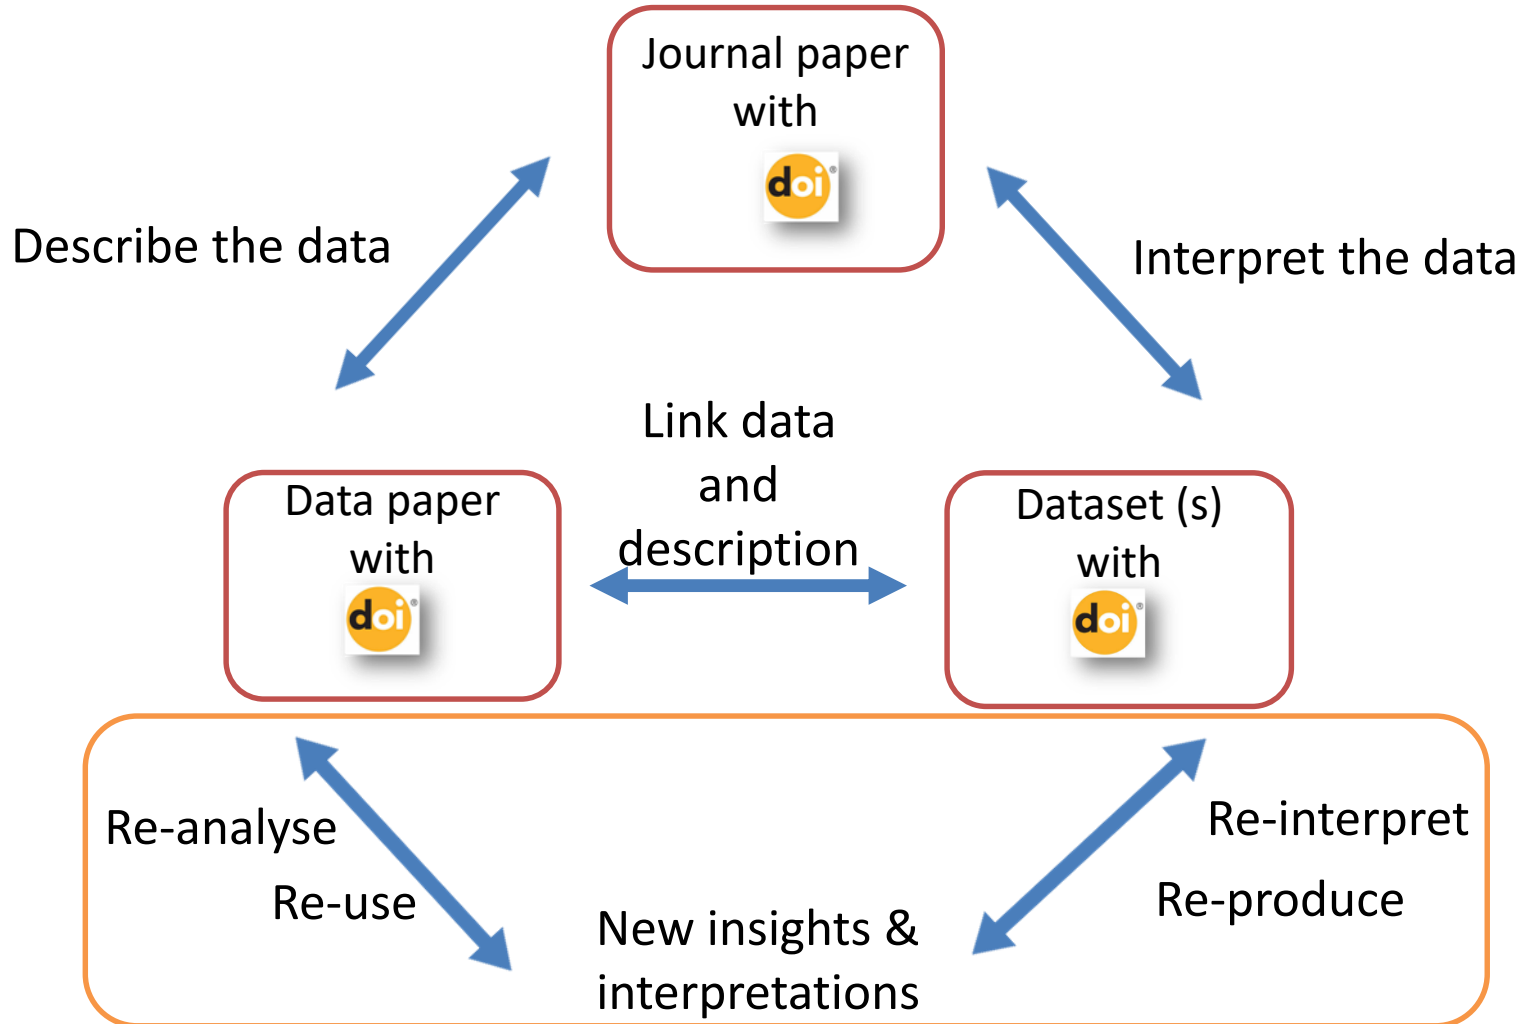 Journal paper
with
doi®
Describe the data
Interpret the data
Link data
and
description
Data paper
with
doi®
Dataset (s)
with
doi®
Re-analyse
Re-use
Re-interpret
Re-produce
New insights &
interpretations